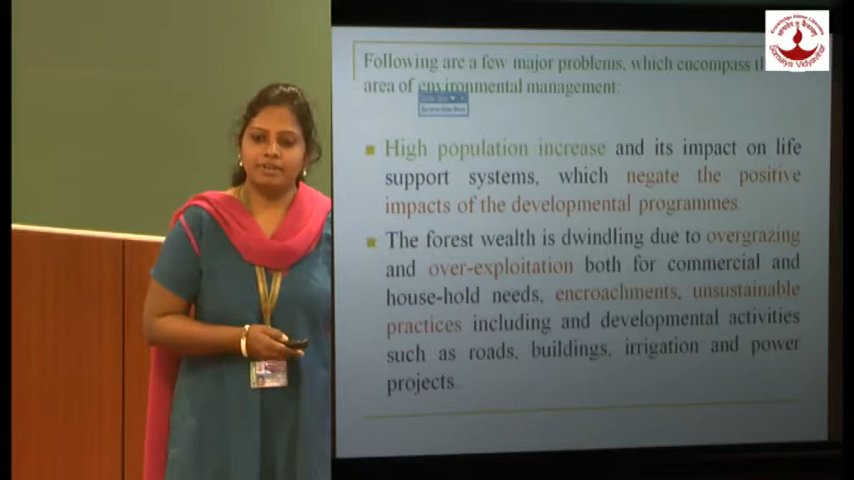 Somaiya Vidyavihar
Following are a few major problems, which encompass
area of environmental management:
High population increase and its impact on life
support systems, which negate the positive
impacts of the developmental programmes.
The forest wealth is dwindling due to overgrazing
and over-exploitation both for commercial and
house-hold needs, encroachments, unsustainable
practices including and developmental activities
such as roads, buildings, irrigation and power
projects.